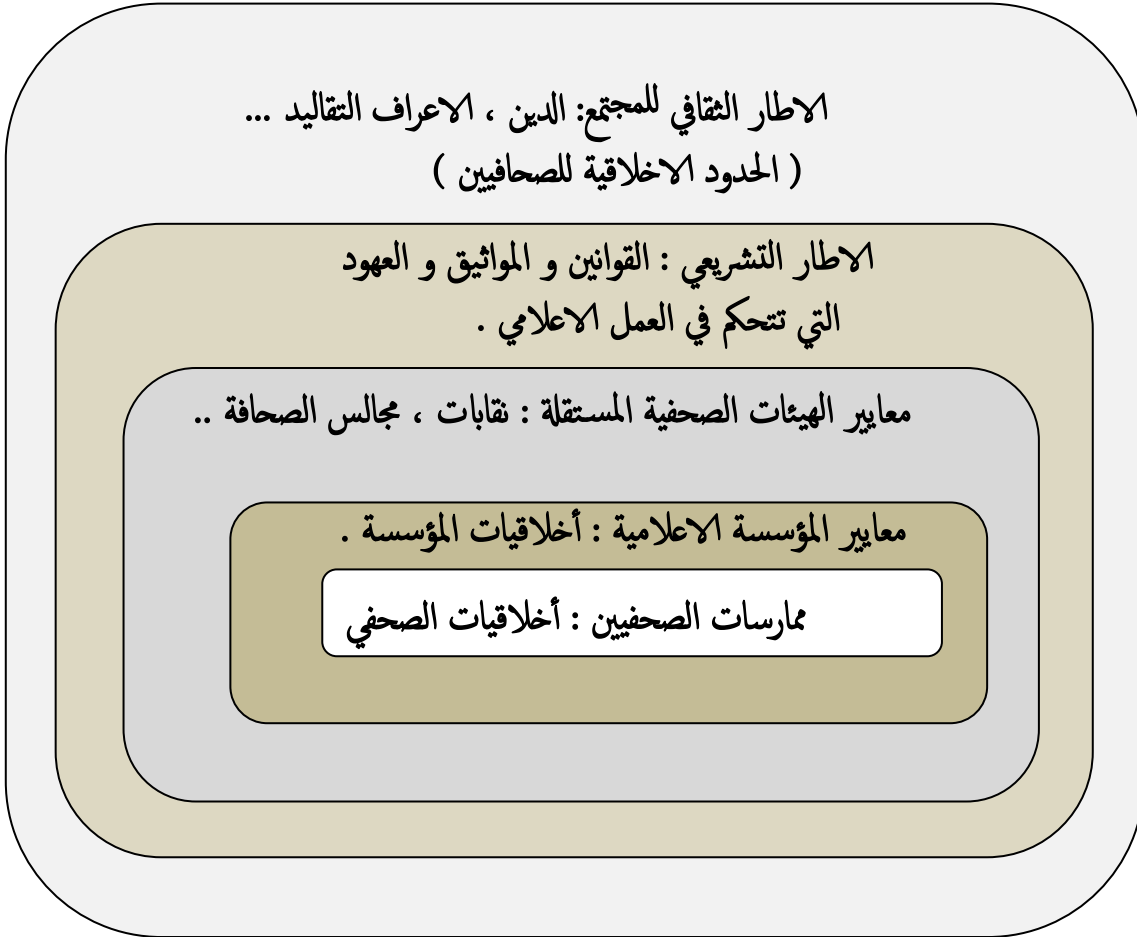 الاطار الثقافي للمجتمع: الدين ، الاعراف التقاليد ...
( الحدود الاخلاقية للصحافيين )
الاطار التشريعي : القوانين و المواثيق و العهود
التي تتحكم في العمل الاعلامي .
معايير الهيئات الصحفية المستقلة : نقابات ، مجالس الصحافة ..
معايير المؤسسة الاعلامية : أخلاقيات المؤسسة .
ممارسات الصحفيين : أخلاقيات الصحفي